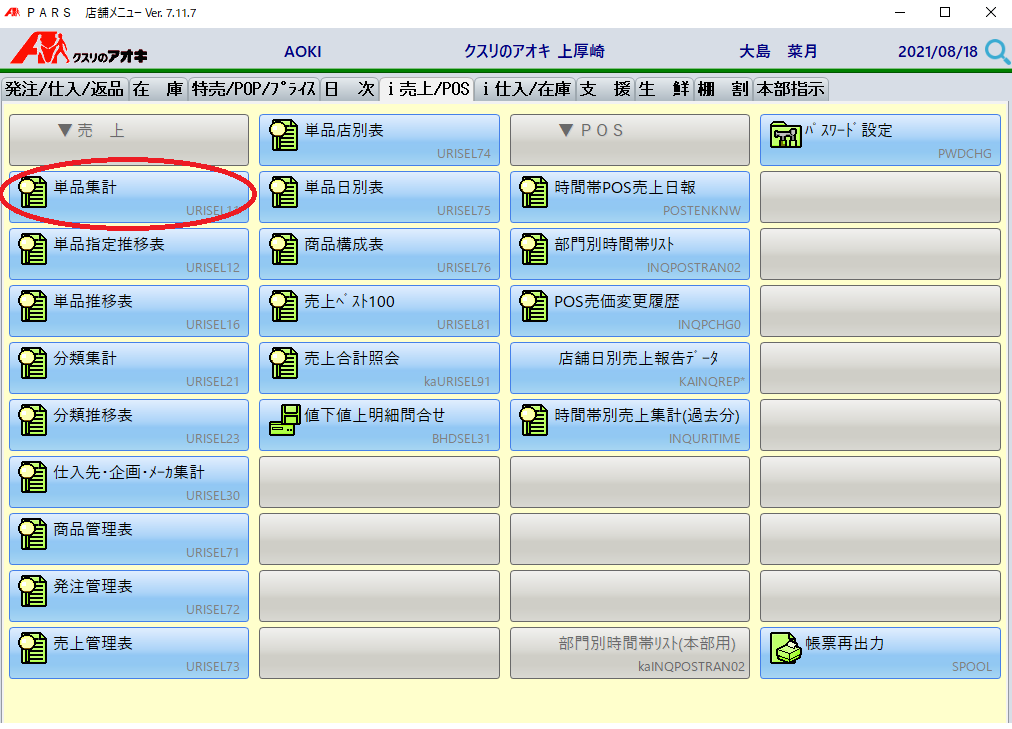 PARS 店舗メニュー Ver. 7.11.7
クスリのアオキ AOKI クスリのアオキ 上厚崎 大島 菜月 2021/08/18
発注/仕入/返品 在 庫 特売/POP/ﾌﾟﾗｲｽ 日 次 i 売上/POS i 仕入/在庫 支 援 生 鮮 棚 割 本部指示
▼売 上
単品店別表
URISEL74
▼POS
ﾊﾟｽﾜｰﾄﾞ設定
PWDCHG
単品集計
単品日別表
URISEL75
時間帯POS売上日報
POSTENKNW
単品指定推移表
URISEL12
商品構成表
URISEL76
部門別時間帯ﾘｽﾄ
INQPOSTRAN02
単品推移表
URISEL16
売上ﾍﾞｽﾄ100
URISEL81
POS売価変更履歴
INQPCHG0
分類集計
URISEL21
売上合計照会
kaURISEL91
店舗日別売上報告ﾃﾞｰﾀ
KAINQREP*
分類推移表
URISEL23
値下値上明細問合せ
BHDSEL31
時間帯別売上集計(過去分)
INQURITIME
仕入先･企画･ﾒｰｶ集計
URISEL30
商品管理表
URISEL71
発注管理表
URISEL72
売上管理表
URISEL73
部門別時間帯ﾘｽﾄ(本部用)
kaINQPOSTRAN02
帳票再出力
SPOOL